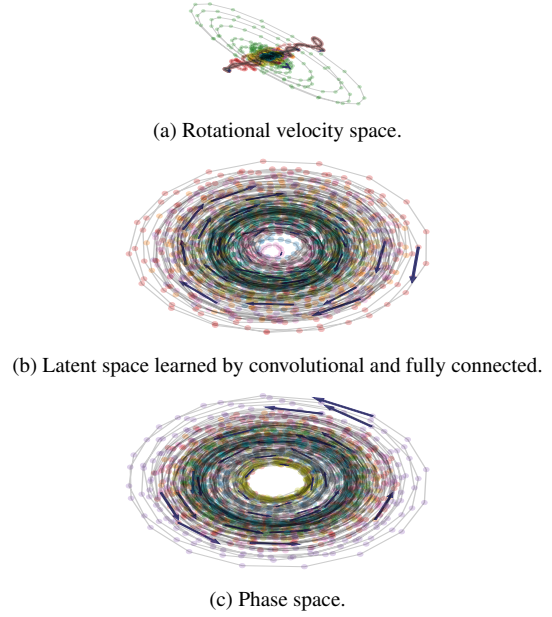 (a) Rotational velocity space.
(b) Latent space learned by convolutional and fully connected.
(c) Phase space.